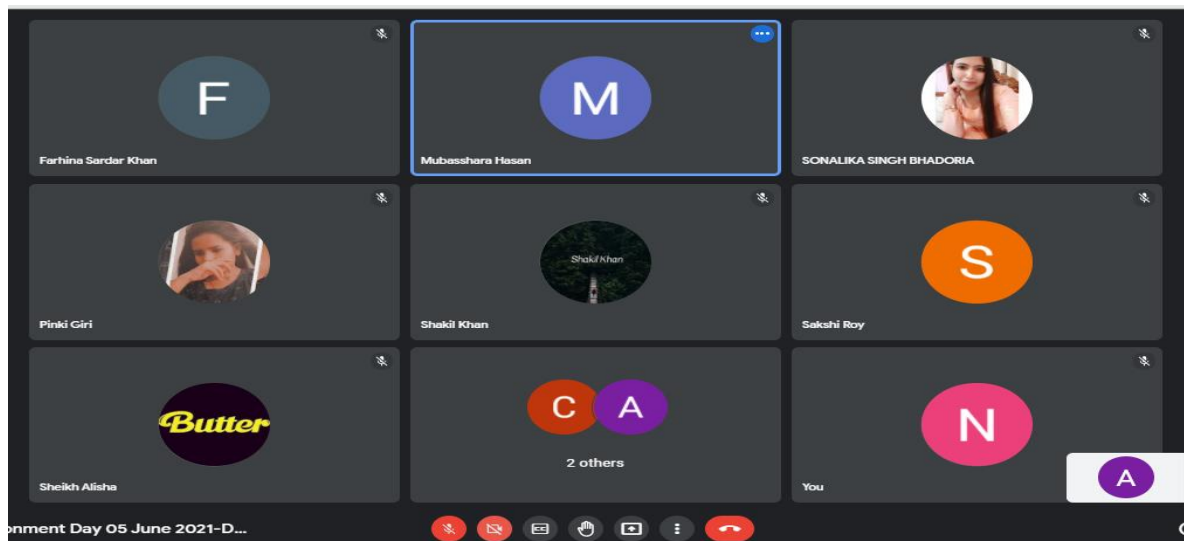 F
Farhina Sardar Khan
M
Mubasshara Hasan
SONALIKA SINGH BHADORIA
Pinki Giri
Shakil Khan
Shakil Khan
S
Sakshi Roy
Butter
Sheikh Alisha
C A
2 others
N
You
A
onment Day 05 June 2021-D...